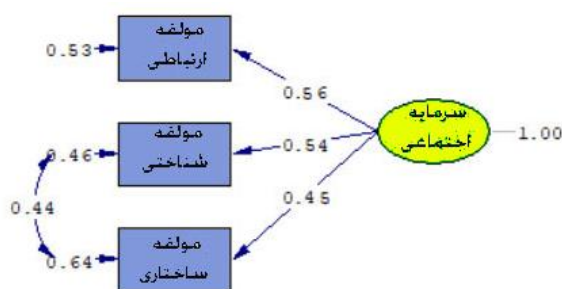 مولفه
ارتباطی
0.53
0.56
سرمایه
اجتماعی
1.00
مولفه
شناختی
0.46
0.54
0.44
0.45
مولفه
ساختاری
0.64